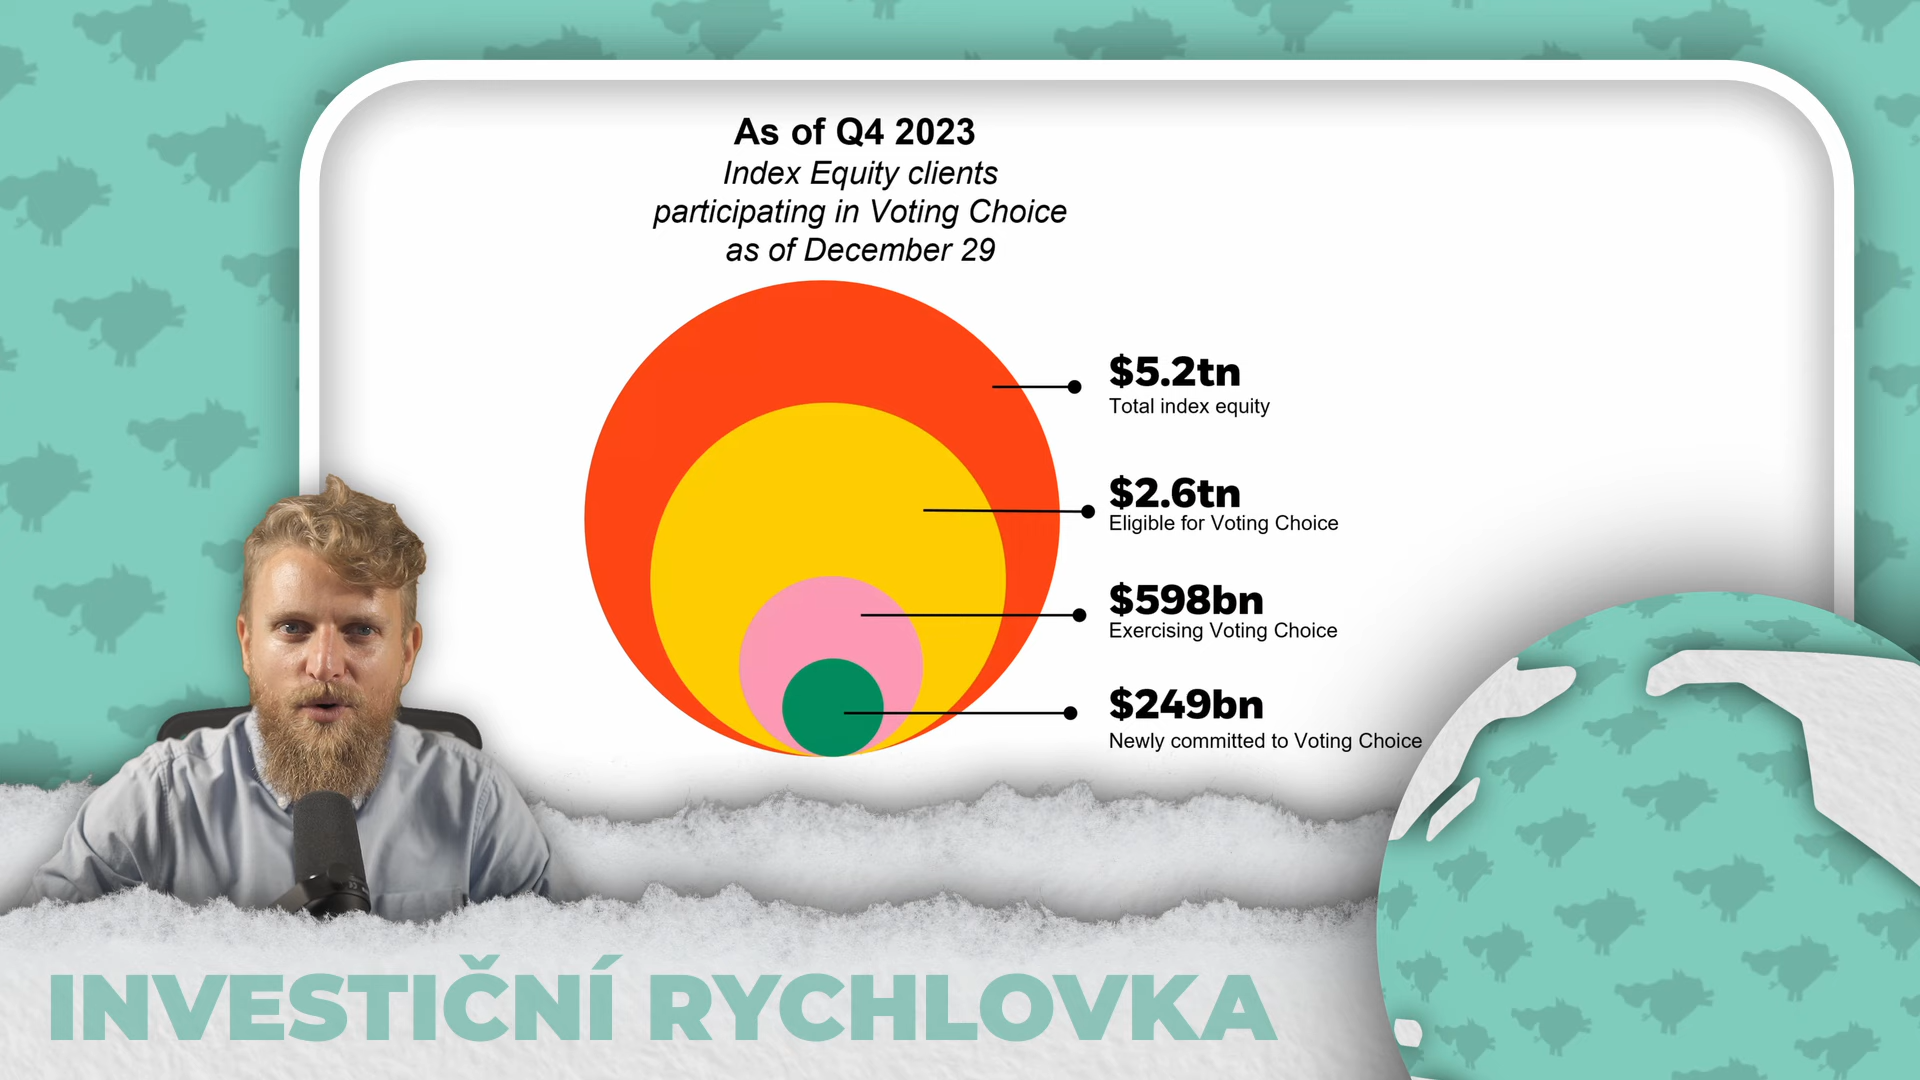 As of Q4 2023
Index Equity clients
participating in Voting Choice
as of December 29
$5.2tn
Total index equity
$2.6tn
Eligible for Voting Choice
$598bn
Exercising Voting Choice
$249bn
Newly committed to Voting Choice
INVESTIČNÍ RYCHLOVKA